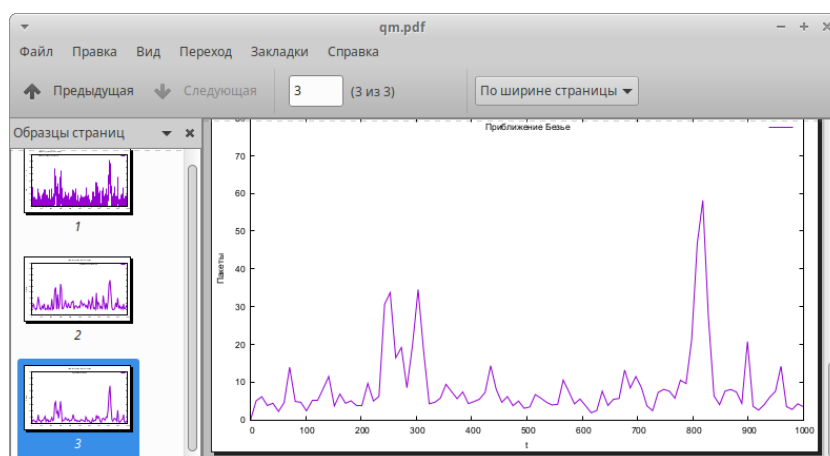 qm.pdf
Файл Правка Вид Переход Закладки Справка
Предыдущая Следующая 3 (3 из 3) По ширине страницы
Образцы страниц
1
2
3
Приближение Безье
80
70
60
50
40
30
20
10
0
Пакеты
0 100 200 300 400 500 600 700 800 900 1000
t